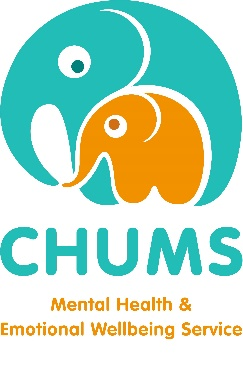 CHUMS
Mental Health &
Emotional Wellbeing Service